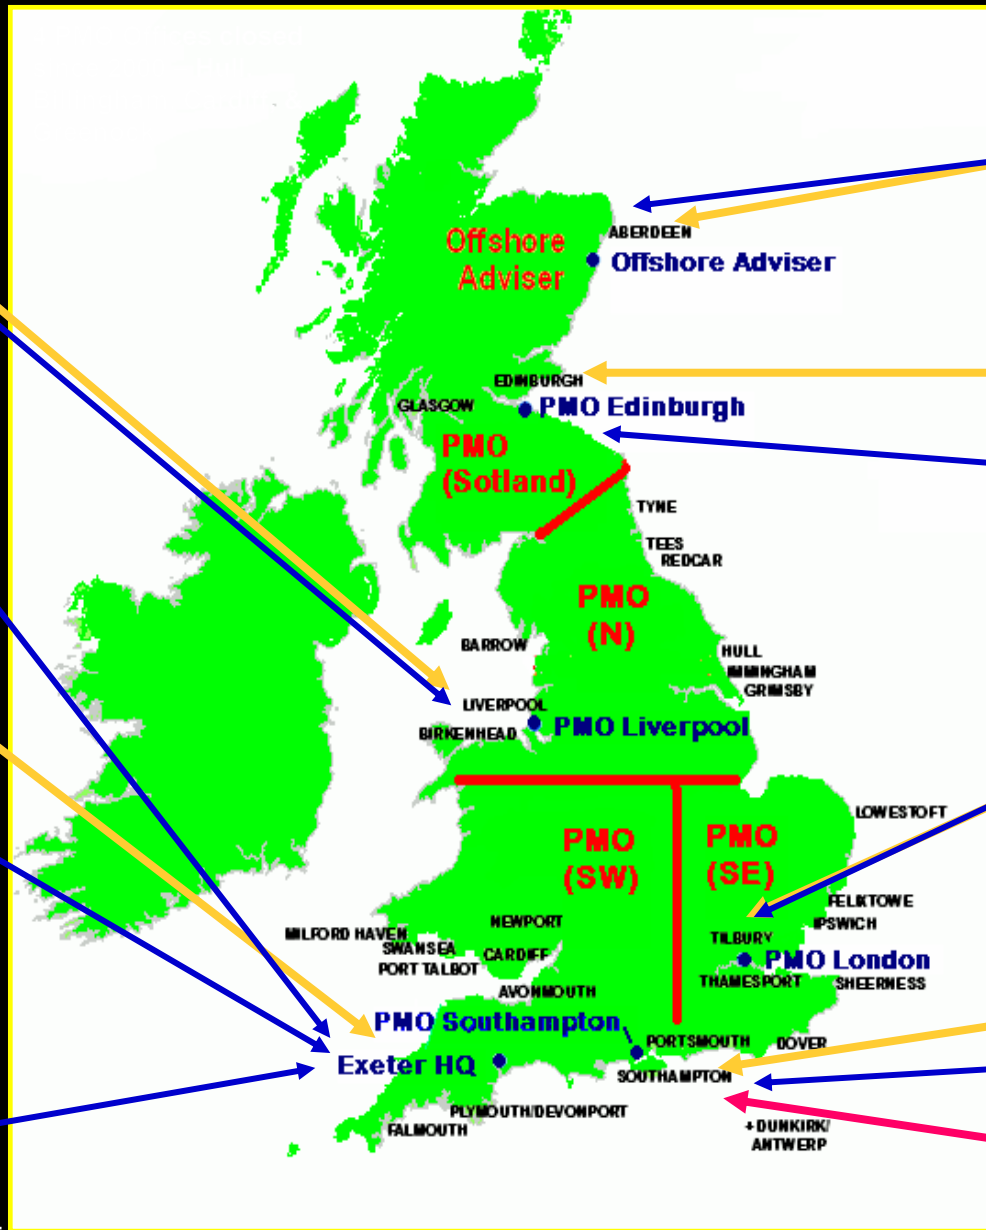 ABERDEEN
Offshore
Adviser
Offshore Adviser
EDINBURGH
GLASGOW
PMO Edinburgh
PMO
(Sotland)
TYNE
TEES
REDCAR
PMO
(N)
BARROW
HULL
IMMINGHAM
GRIMSBY
LIVERPOOL
BIRKENHEAD
PMO Liverpool
LOWESTOFT
PMO
(SW)
PMO
(SE)
FELIXTOWE
IPSWICH
NEWPORT
MILFORD HAVEN
SWANSEA
CARDIFF
PORT TALBOT
TILBURY
PMO London
THAMESPORT
SHEERNESS
AVONMOUTH
PMO Southampton
PORTSMOUTH
DOVER
Exeter HQ
SOUTHAMPTON
PLYMOUTH/DEVONPORT
FALMOUTH
+DUNKIRK/
ANTWERP